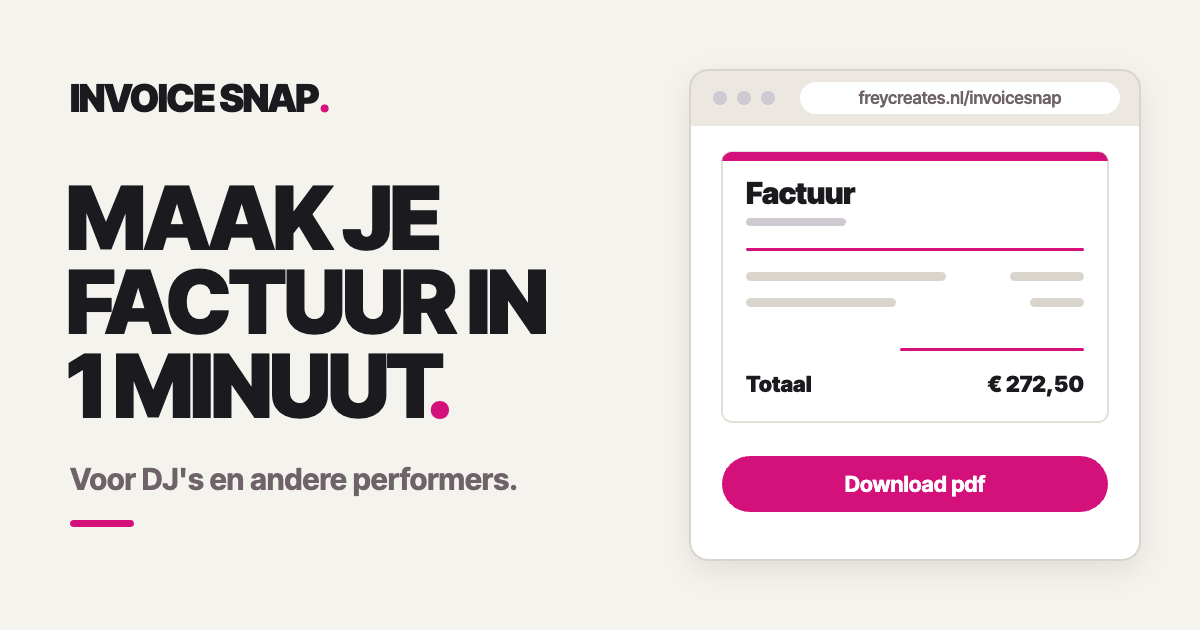 INVOICE SNAP.
MAAK JE
FACTUUR IN
1 MINUUT.
Voor DJ's en andere performers.
freycreates.nl/invoicesnap
Factuur
Totaal € 272,50
Download pdf